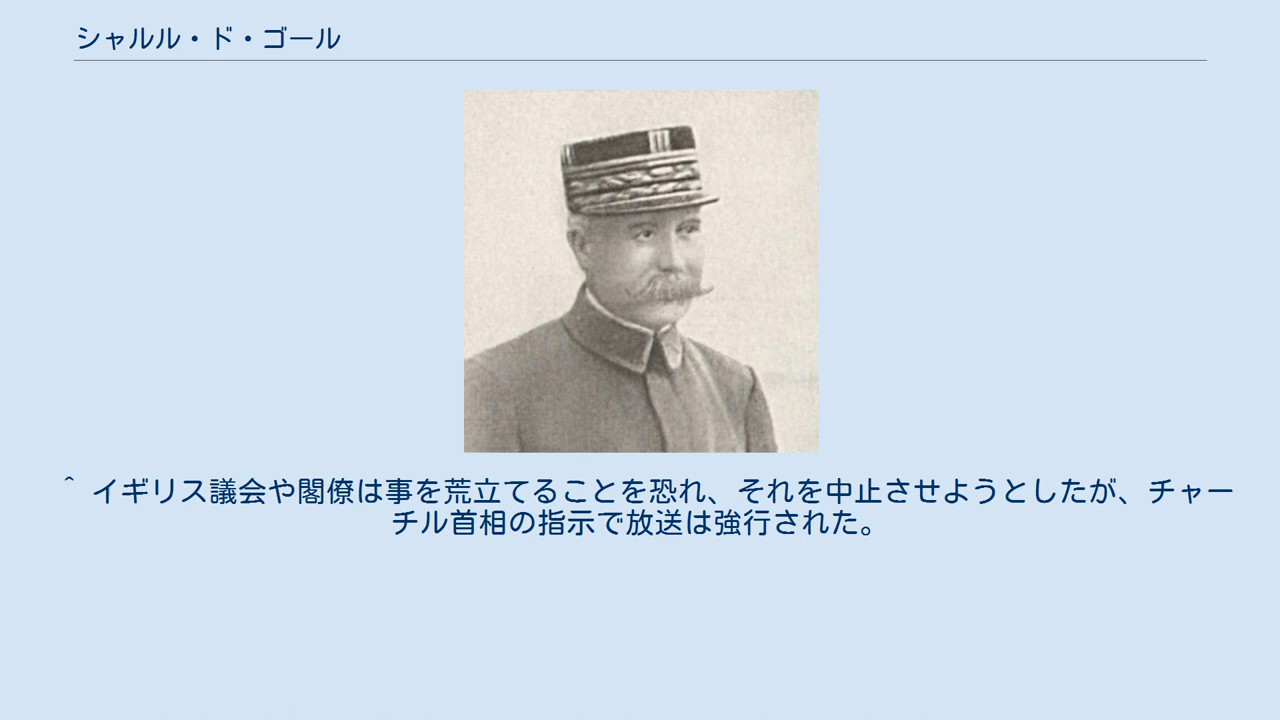 シャルル・ド・ゴール
^ イギリス議会や閣僚は事を荒立てることを恐れ、それを中止させようとしたが、チャー
チル首相の指示で放送は強行された。